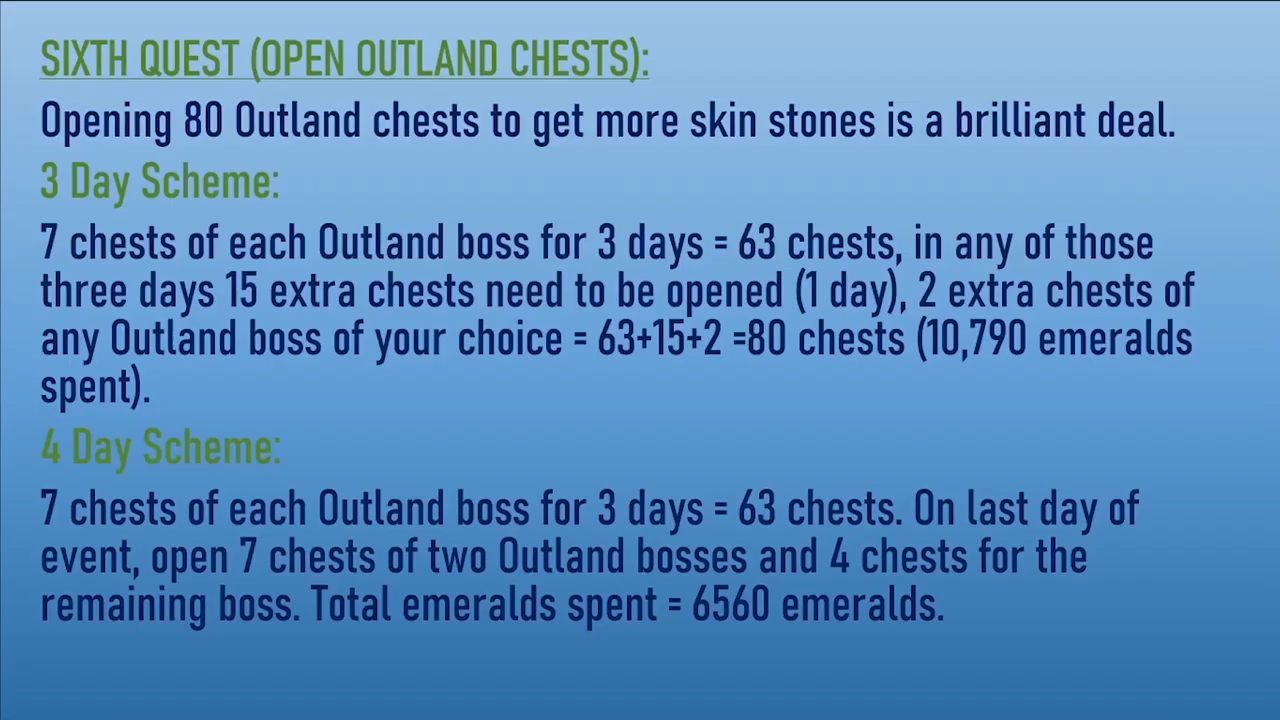 SIXTH QUEST (OPEN OUTLAND CHESTS):
Opening 80 Outland chests to get more skin stones is a brilliant deal.
3 Day Scheme:
7 chests of each Outland boss for 3 days = 63 chests, in any of those
three days 15 extra chests need to be opened (1 day), 2 extra chests of
any Outland boss of your choice = 63+15+2 =80 chests (10,790 emeralds
spent).
4 Day Scheme:
7 chests of each Outland boss for 3 days = 63 chests. On last day of
event, open 7 chests of two Outland bosses and 4 chests for the
remaining boss. Total emeralds spent = 6560 emeralds.